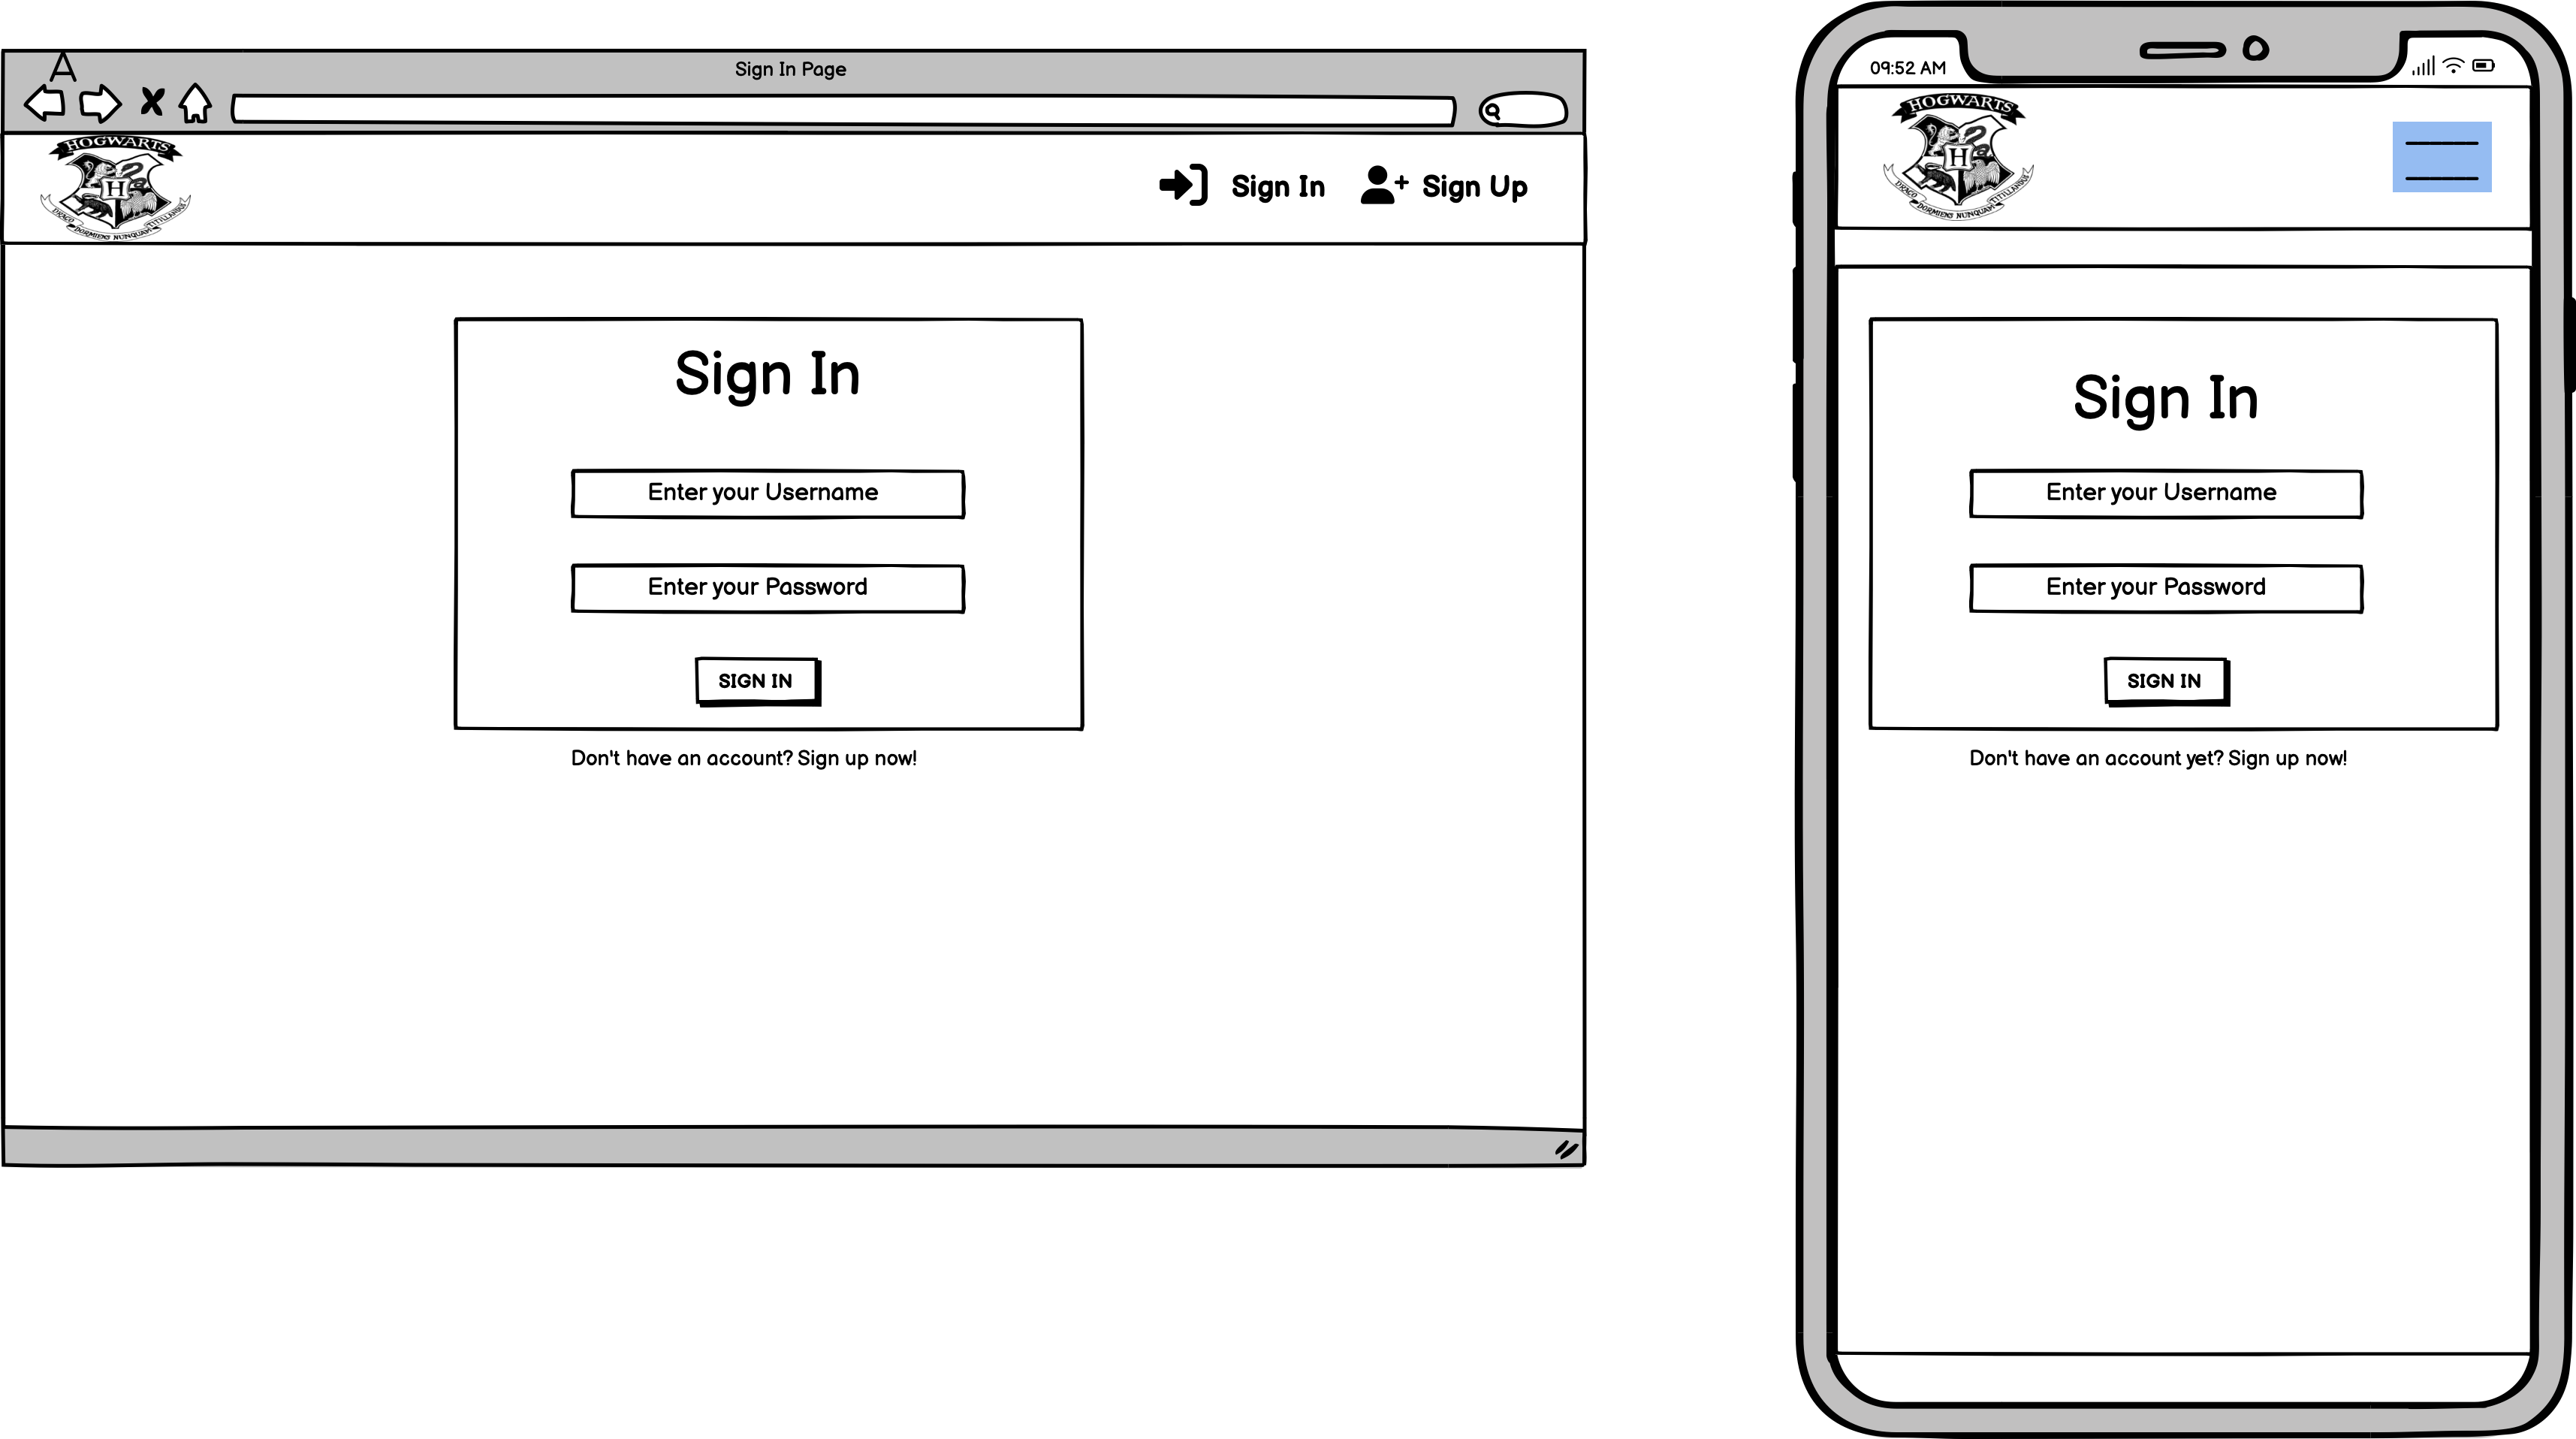 A
Sign In Page
HOGWARTS
H
DRACO DORMIENS NUNQUAM TITILLANDUS
Sign In
Sign Up
Sign In
Enter your Username
Enter your Password
SIGN IN
Don't have an account? Sign up now!
09:52 AM
HOGWARTS
H
DRACO DORMIENS NUNQUAM TITILLANDUS
Sign In
Enter your Username
Enter your Password
SIGN IN
Don't have an account yet? Sign up now!